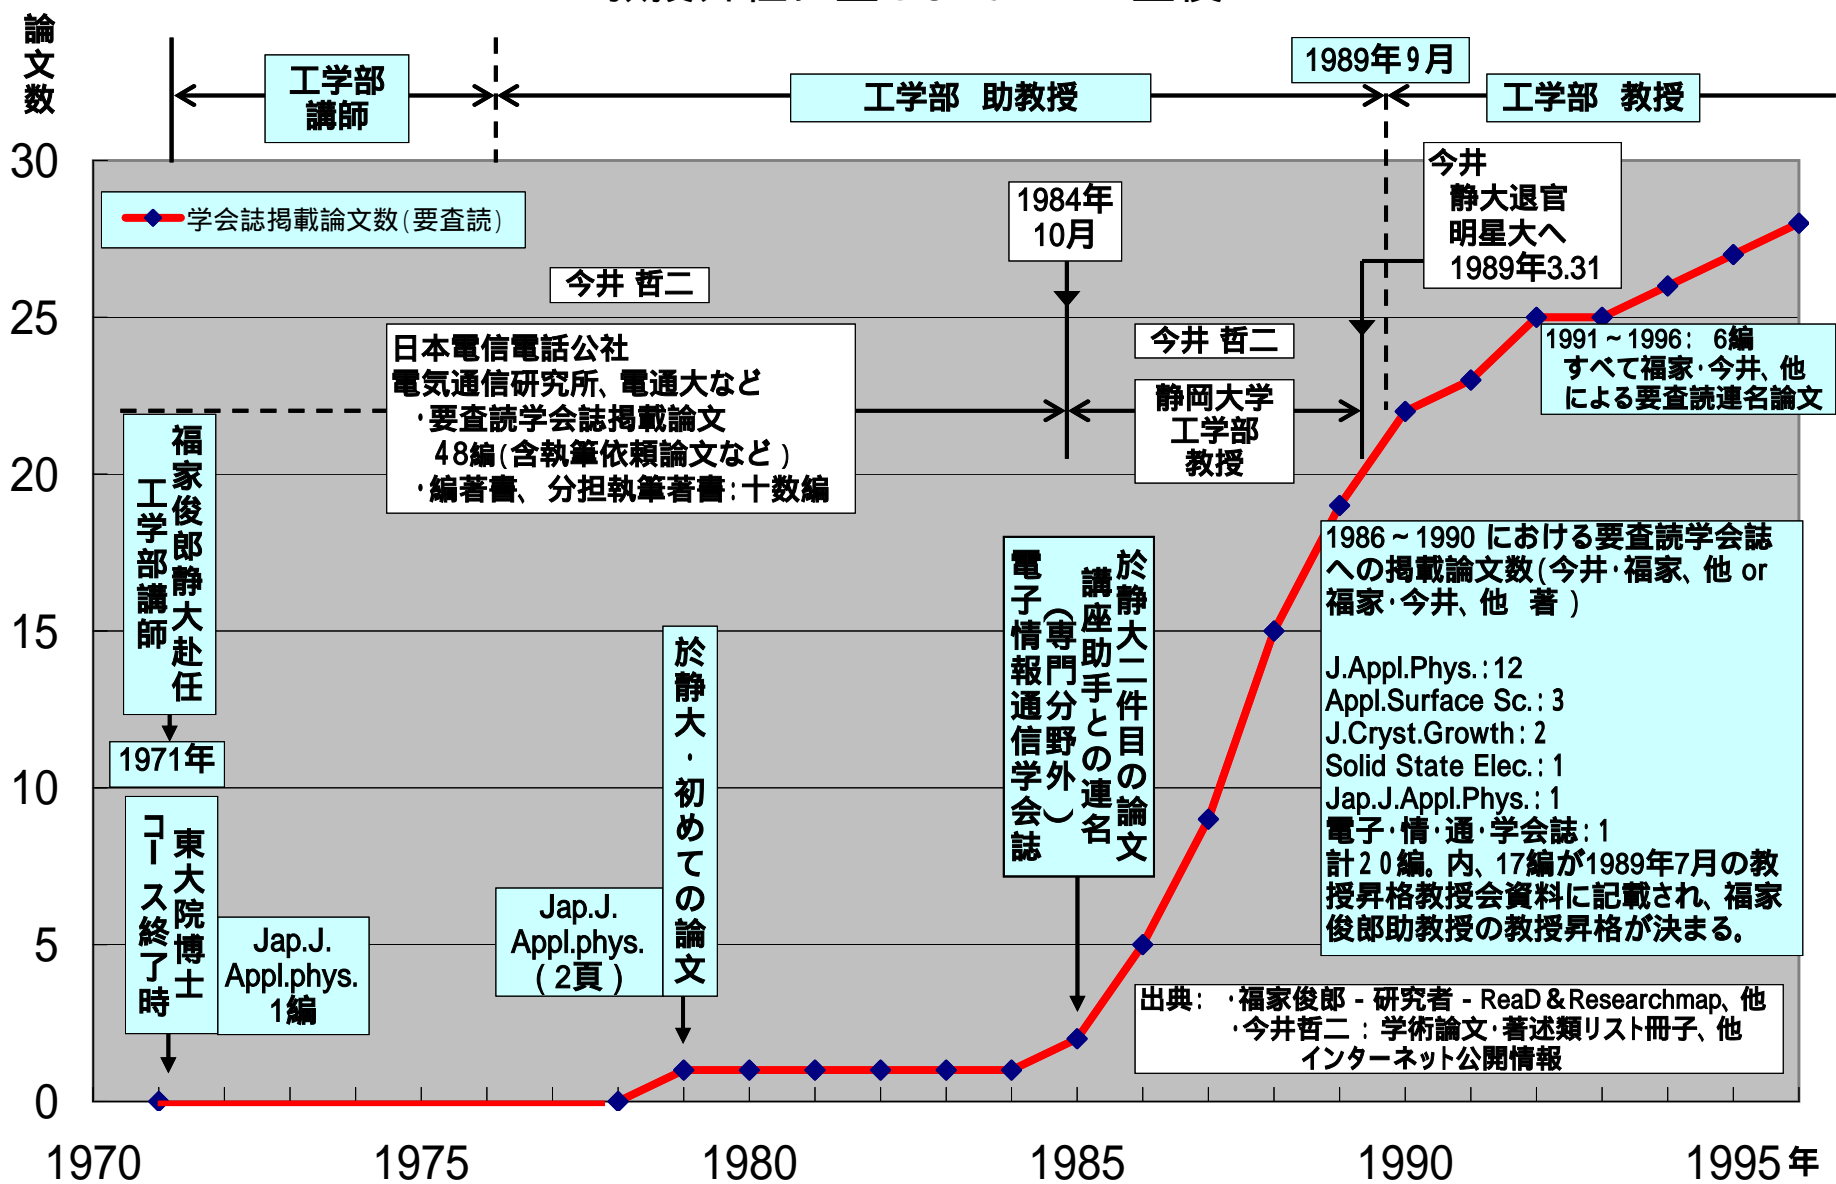 論文数
工学部
講師
工学部 助教授
1989年9月
工学部 教授
30
25
20
15
10
5
0
学会誌掲載論文数(要査読)
今井 哲二
日本電信電話公社
電気通信研究所、電通大など
・要査読学会誌掲載論文
48編(含執筆依頼論文など)
・編著書、分担執筆著書:十数編
1984年
10月
今井 哲二
静岡大学
工学部
教授
今井
静大退官
明星大へ
1989年3.31
1991~1996: 6編
すべて福家・今井、他
による要査読連名論文
福家俊郎静大赴任
工学部講師
1971年
東大院博士
コース終了時
Jap.J.
Appl.phys.
1編
Jap.J.
Appl.phys.
(2頁)
於静大・初めての論文
於静大二件目の論文
講座助手との連名
(専門分野外)
電子情報通信学会誌
1986~1990 における要査読学会誌
への掲載論文数(今井・福家、他 or
福家・今井、他 著)
J.Appl.Phys.:12
Appl.Surface Sc.:3
J.Cryst.Growth:2
Solid State Elec.:1
Jap.J.Appl.Phys.:1
電子・情・通・学会誌:1
計20編。内、17編が1989年7月の教
授昇格教授会資料に記載され、福家
俊郎助教授の教授昇格が決まる。
出典: ・福家俊郎 - 研究者 - ReaD&Researchmap、他
・今井哲二 : 学術論文・著述類リスト冊子、他
インターネット公開情報
1970
1975
1980
1985
1990
1995 年